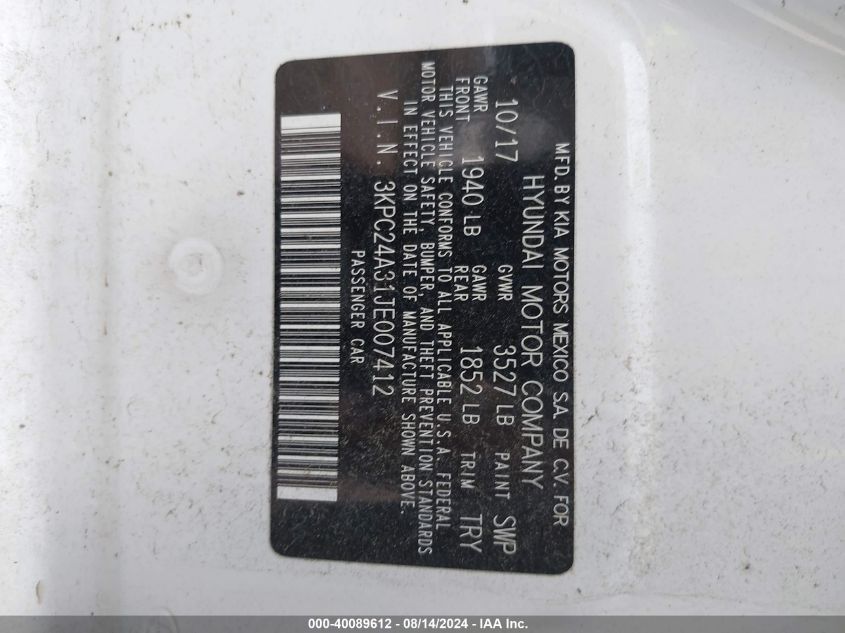 MFD. BY KIA MOTORS MEXICO S.A. DE C.V. FOR
HYUNDAI MOTOR COMPANY
10/17 GVWR 3527 LB PAINT SWP
GAWR FRONT 1940 LB GAWR REAR 1852 LB TRIM TRY
THIS VEHICLE CONFORMS TO ALL APPLICABLE U.S.A. FEDERAL
MOTOR VEHICLE SAFETY, BUMPER, AND THEFT PREVENTION STANDARDS
IN EFFECT ON THE DATE OF MANUFACTURE SHOWN ABOVE.
V.I.N. 3KPC24A31JE007412
PASSENGER CAR
000-40089612 - 08/14/2024 - IAA Inc.